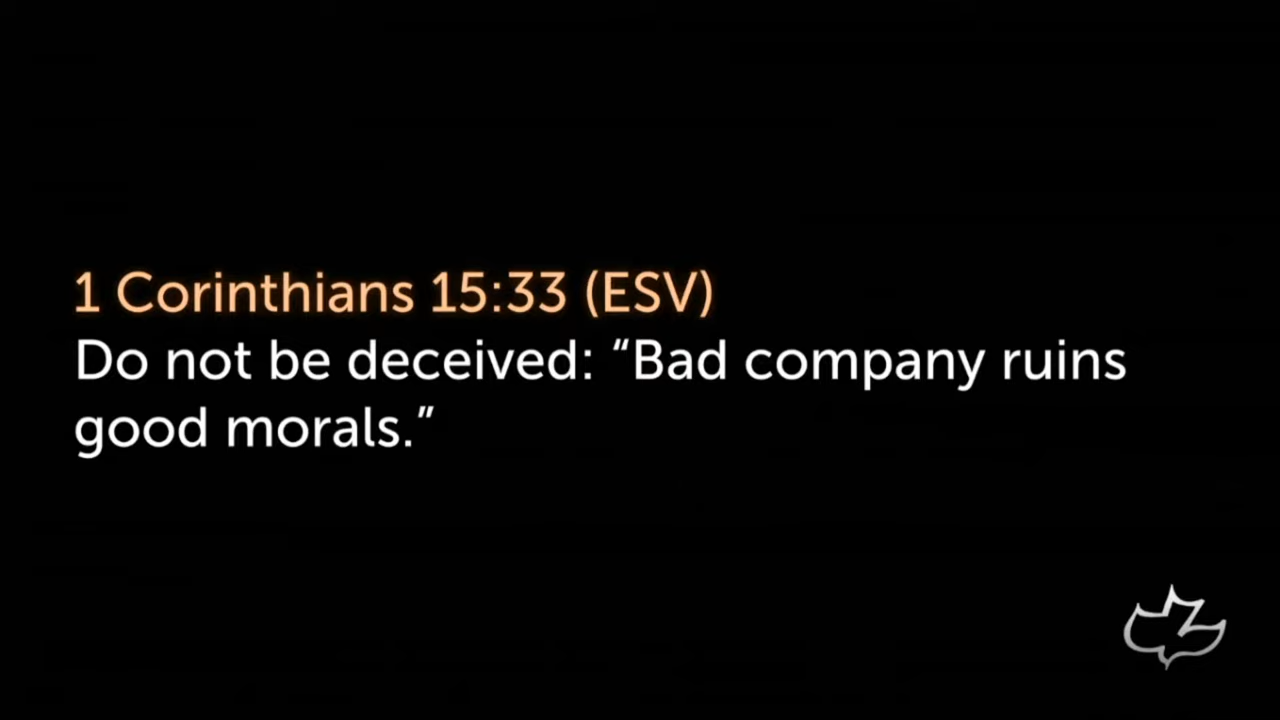 1 Corinthians 15:33 (ESV)
Do not be deceived: “Bad company ruins
good morals.”